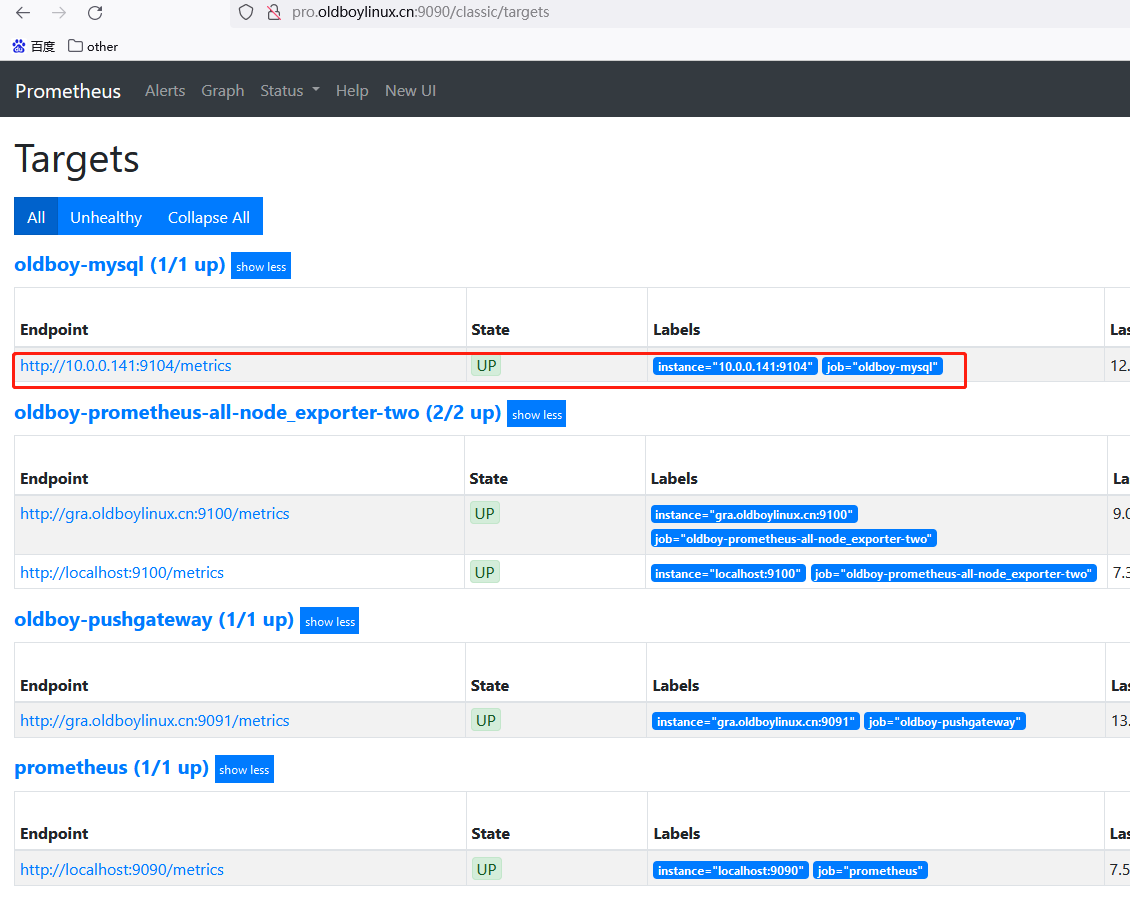 pro.oldboylinux.cn:9090/classic/targets
百度 other
Prometheus Alerts Graph Status Help New UI
Targets
All Unhealthy Collapse All
oldboy-mysql (1/1 up) show less
Endpoint State Labels Las
http://10.0.0.141:9104/metrics UP instance="10.0.0.141:9104" job="oldboy-mysql" 12.
oldboy-prometheus-all-node_exporter-two (2/2 up) show less
Endpoint State Labels La
http://gra.oldboylinux.cn:9100/metrics UP instance="gra.oldboylinux.cn:9100" 9.0
job="oldboy-prometheus-all-node_exporter-two"
http://localhost:9100/metrics UP instance="localhost:9100" job="oldboy-prometheus-all-node_exporter-two" 7.3
oldboy-pushgateway (1/1 up) show less
Endpoint State Labels Las
http://gra.oldboylinux.cn:9091/metrics UP instance="gra.oldboylinux.cn:9091" job="oldboy-pushgateway" 13.
prometheus (1/1 up) show less
Endpoint State Labels Las
http://localhost:9090/metrics UP instance="localhost:9090" job="prometheus" 7.5